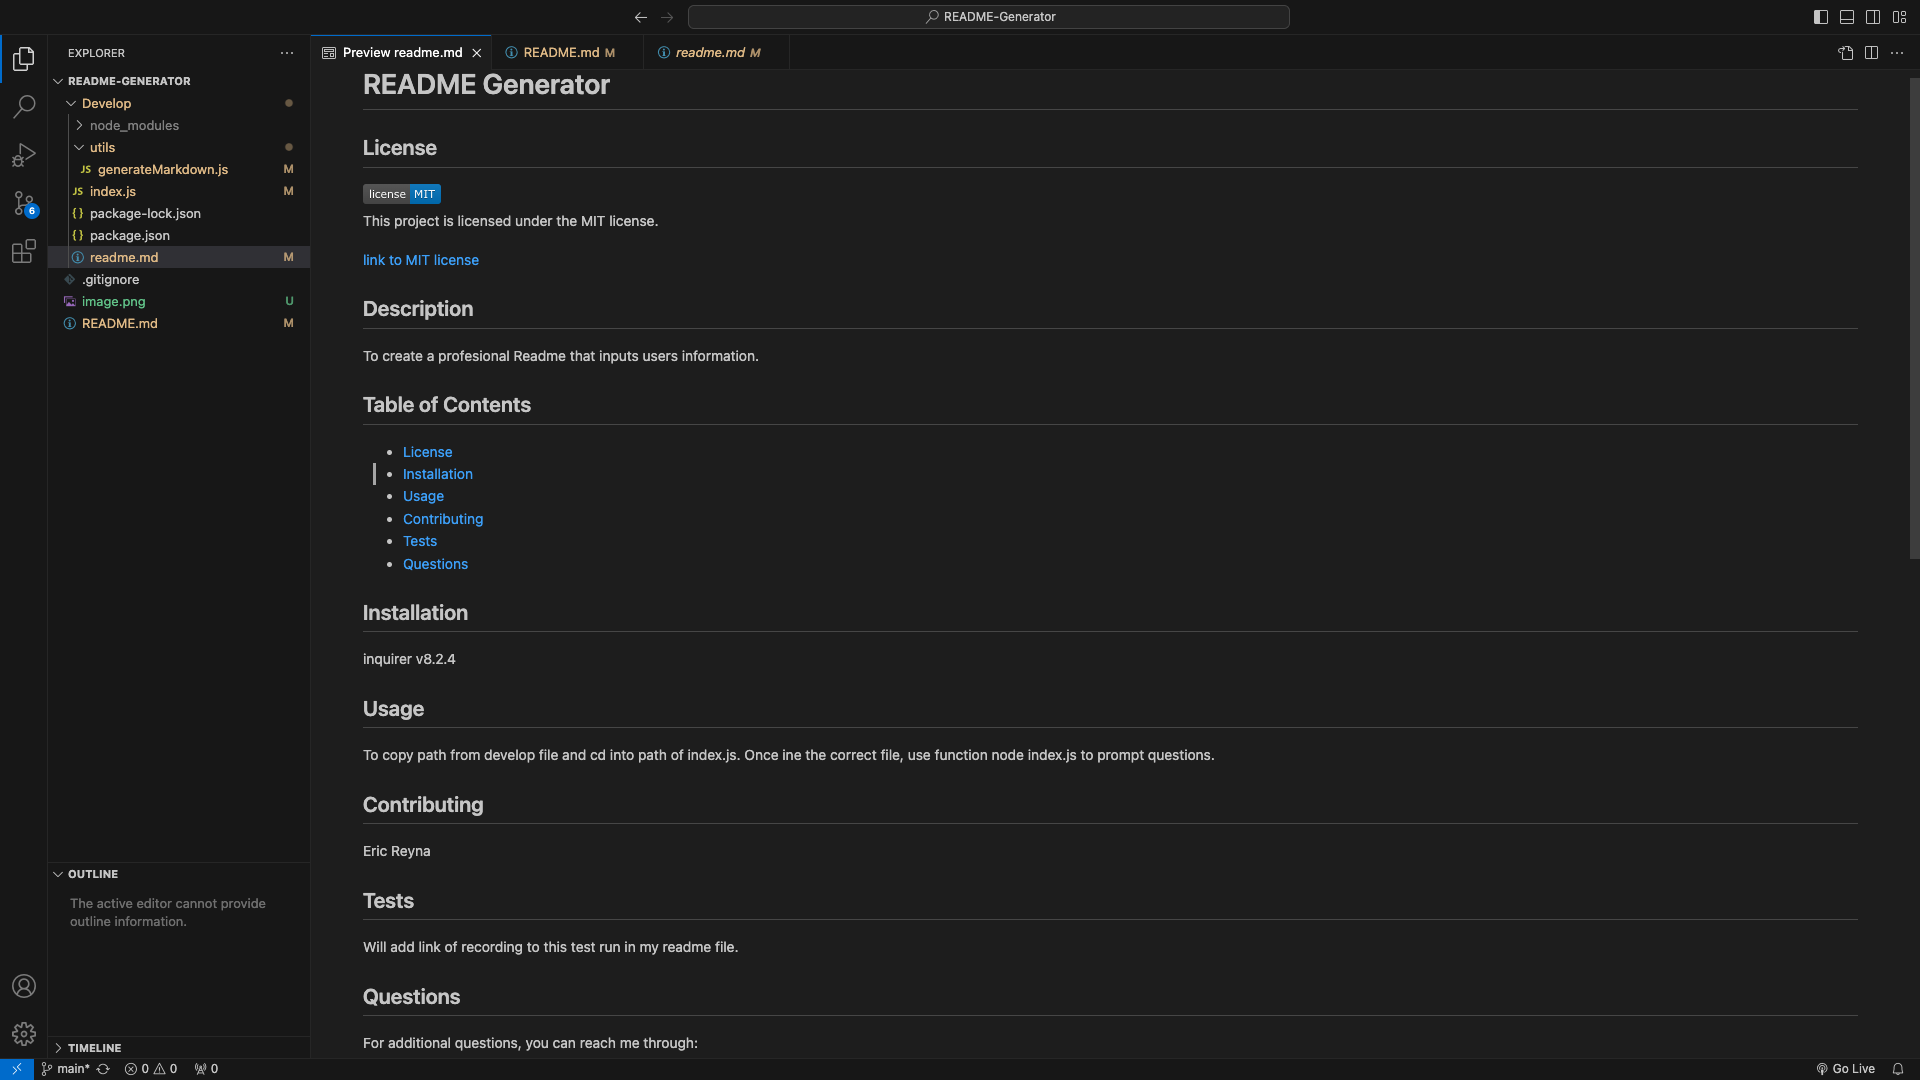 README-Generator
EXPLORER
Preview readme.md
README.md M
readme.md M
README-GENERATOR
Develop
node_modules
utils
JS generateMarkdown.js M
JS index.js M
{} package-lock.json
{} package.json
readme.md M
.gitignore
image.png U
README.md M
6
README Generator
License
license MIT
This project is licensed under the MIT license.
link to MIT license
Description
To create a profesional Readme that inputs users information.
Table of Contents
License
Installation
Usage
Contributing
Tests
Questions
Installation
inquirer v8.2.4
Usage
To copy path from develop file and cd into path of index.js. Once ine the correct file, use function node index.js to prompt questions.
Contributing
Eric Reyna
Tests
Will add link of recording to this test run in my readme file.
Questions
For additional questions, you can reach me through:
OUTLINE
The active editor cannot provide
outline information.
TIMELINE
main* 0 0 0
Go Live